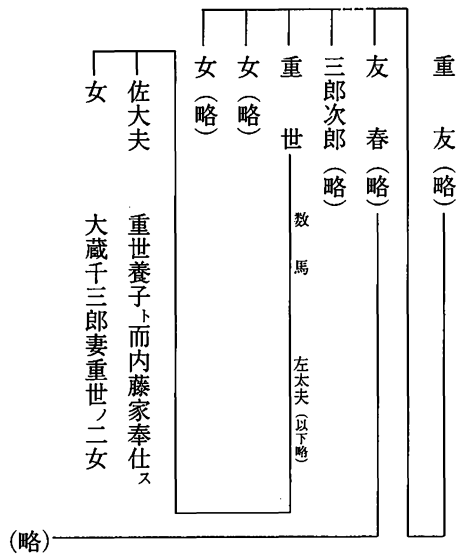 重友（略）
友春（略）
三郎次郎（略）
重世
数馬
左太夫（以下略）
女（略）
女（略）
佐大夫 重世養子ト而内藤家奉仕ス
女 大蔵千三郎妻重世ノ二女
（略）